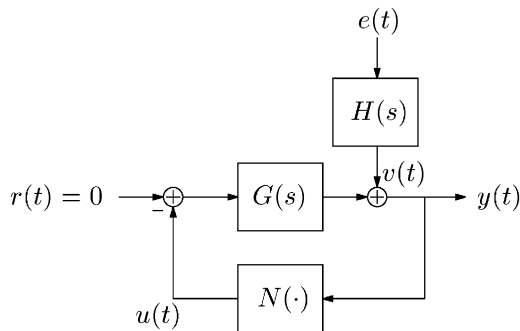 e(t)
H(s)
v(t)
r(t) = 0
−
G(s)
y(t)
N(·)
u(t)